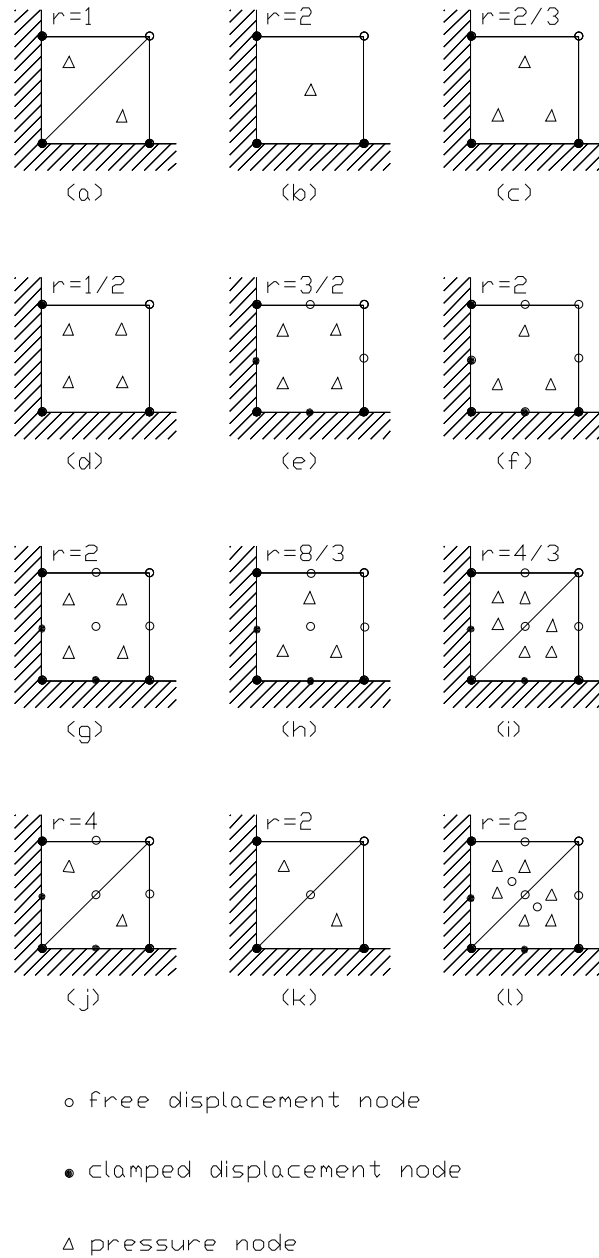 r=1 r=2 r=2/3
(a) (b) (c)
r=1/2 r=3/2 r=2
(d) (e) (f)
r=2 r=8/3 r=4/3
(g) (h) (i)
r=4 r=2 r=2
(j) (k) (l)
free displacement node
clamped displacement node
pressure node